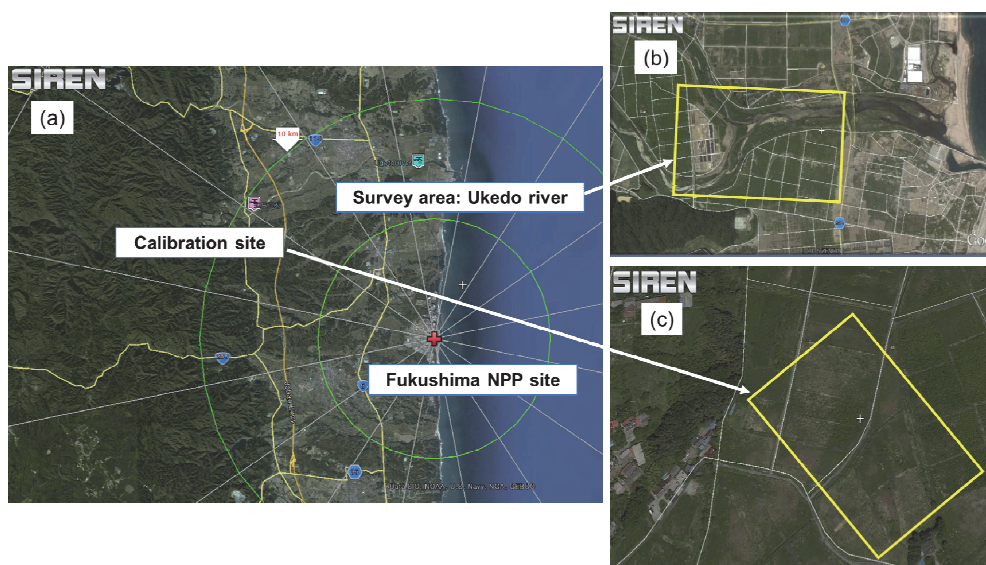 SIREN
(a)
10 km
Survey area: Ukedo river
Calibration site
Fukushima NPP site
SIREN
(b)
SIREN
(c)